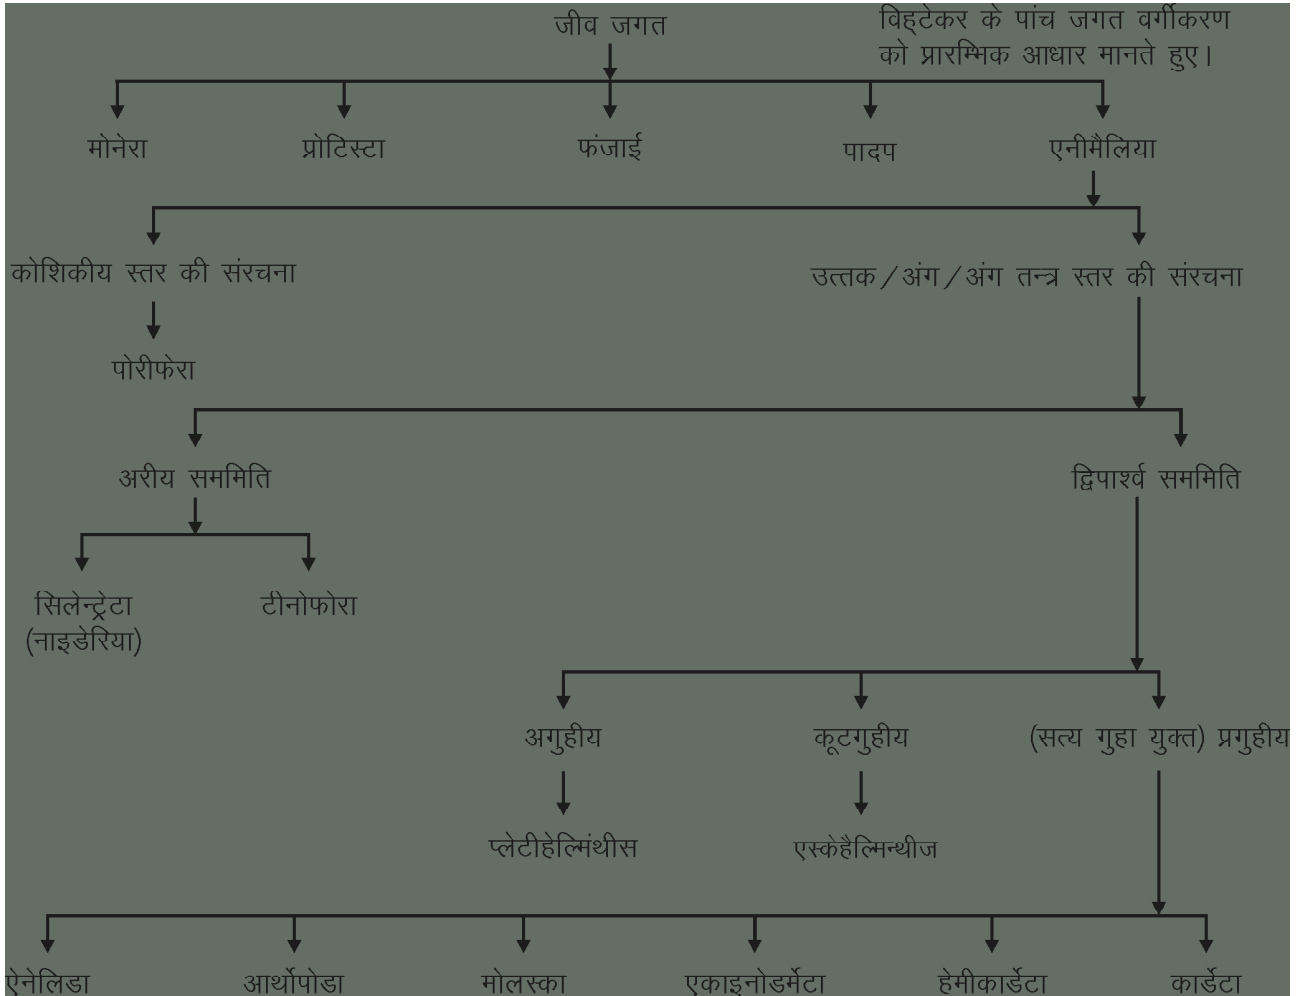 जीव जगत
विह्टेकर के पांच जगत वर्गीकरण
को प्रारम्भिक आधार मानते हुए।
मोनेरा
प्रोटिस्टा
फंजाई
पादप
एनीमैलिया
कोशिकीय स्तर की संरचना
उत्तक/अंग/अंग तन्त्र स्तर की संरचना
पोरीफेरा
अरीय सममिति
द्विपार्श्व सममिति
सिलेन्ट्रेटा
(नाइडेरिया)
टीनोफोरा
अगुहीय
कूटगुहीय
(सत्य गुहा युक्त) प्रगुहीय
प्लेटीहेल्मिंथीस
एस्केहैल्मिन्थीज
ऐनेलिडा
आर्थोपोडा
मोलस्का
एकाइनोडर्मेटा
हेमीकार्डेटा
कार्डेटा